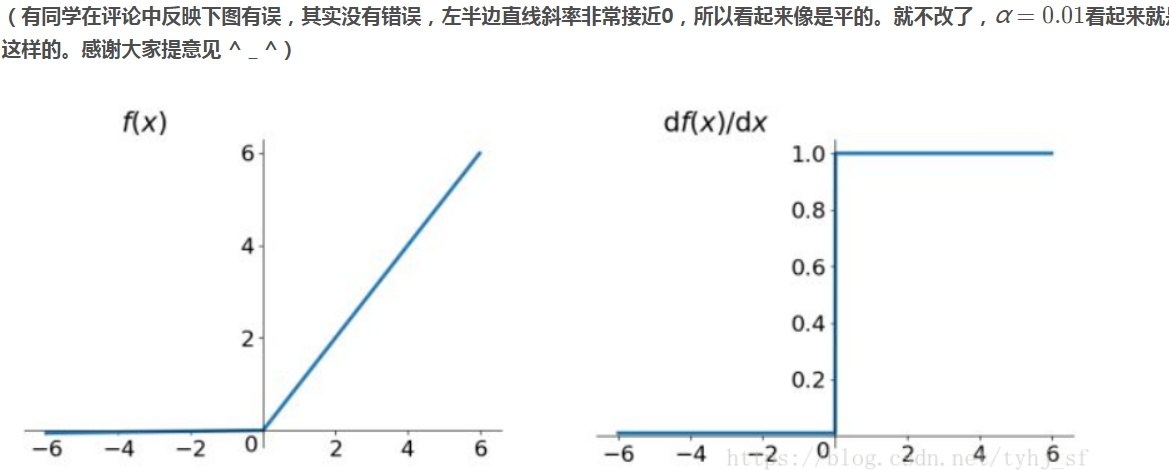 （有同学在评论中反映下图有误，其实没有错误，左半边直线斜率非常接近0，所以看起来像是平的。就不改了，α = 0.01看起来就是
这样的。感谢大家提意见 ^ _ ^）
f(x)
df(x)/dx
6
4
2
−6 −4 −2 0 2 4 6
1.0
0.8
0.6
0.4
0.2
−6 −4 −2 0 2 4 6
https://blog.csdn.net/tyhj_sf